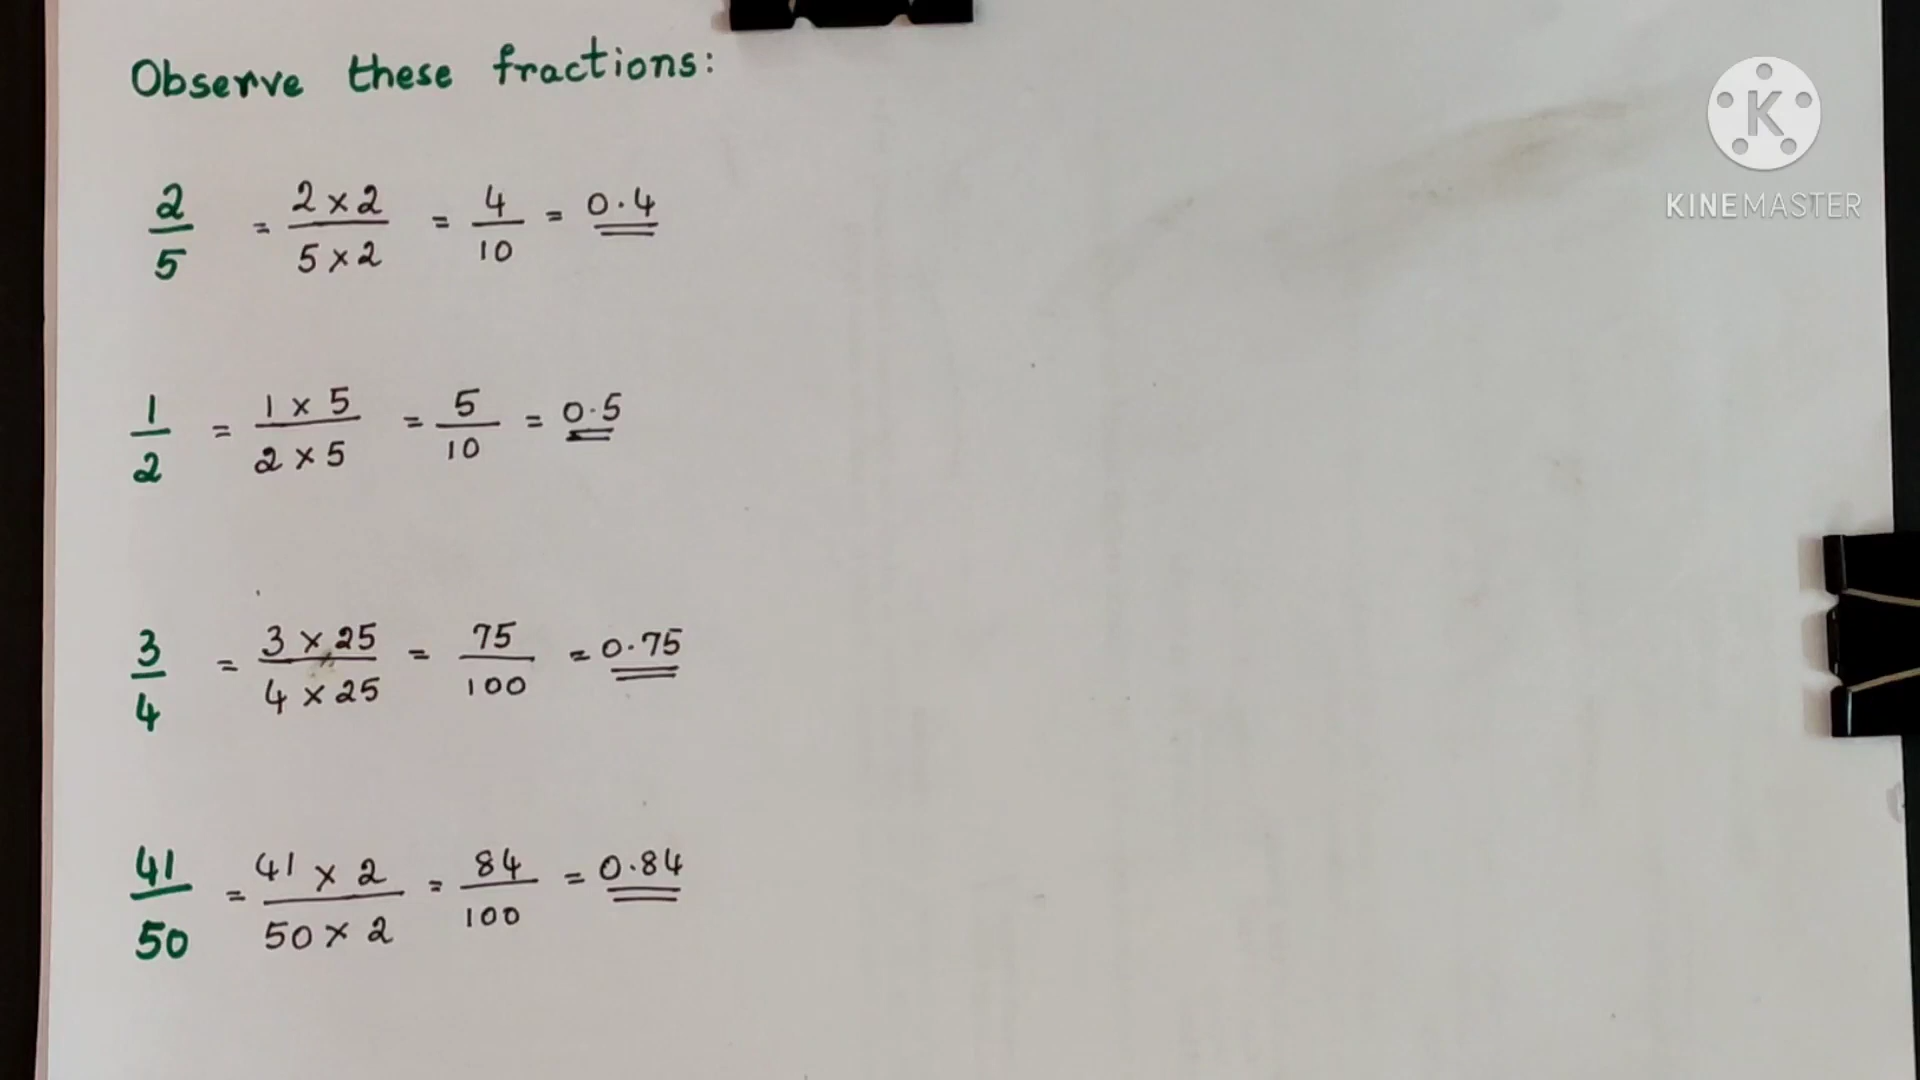 Observe these fractions:
K
KINEMASTER
2/5 = 2 x 2 / 5 x 2 = 4/10 = 0.4
1/2 = 1 x 5 / 2 x 5 = 5/10 = 0.5
3/4 = 3 x 25 / 4 x 25 = 75/100 = 0.75
41/50 = 41 x 2 / 50 x 2 = 84/100 = 0.84